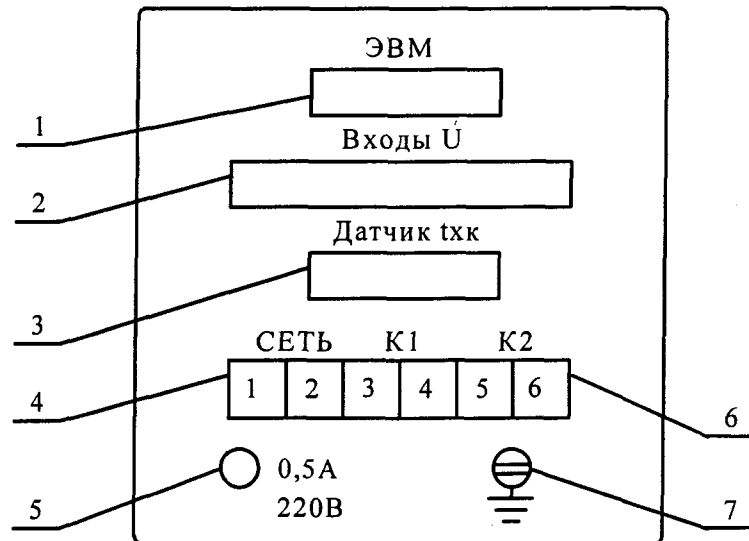 ЭВМ
1
Входы U
2
Датчик tхк
3
СЕТЬ К1 К2
1 2 3 4 5 6
4
6
0,5А
220В
5
7